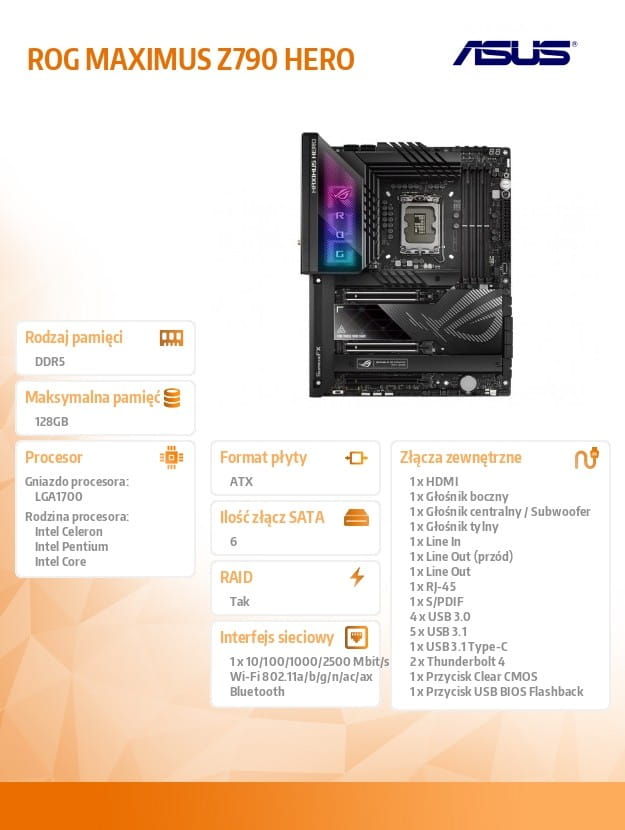 ROG MAXIMUS Z790 HERO
ASUS®
MAXIMUS HERO
R
O
G
GameFX
Rodzaj pamięci
DDR5
Maksymalna pamięć
128GB
Procesor
Gniazdo procesora:
LGA1700
Rodzina procesora:
Intel Celeron
Intel Pentium
Intel Core
Format płyty
ATX
Ilość złącz SATA
6
RAID
Tak
Interfejs sieciowy
1 x 10/100/1000/2500 Mbit/s
Wi-Fi 802.11a/b/g/n/ac/ax
Bluetooth
Złącza zewnętrzne
1 x HDMI
1 x Głośnik boczny
1 x Głośnik centralny / Subwoofer
1 x Głośnik tylny
1 x Line In
1 x Line Out (przód)
1 x Line Out
1 x RJ-45
1 x S/PDIF
4 x USB 3.0
5 x USB 3.1
1 x USB 3.1 Type-C
2 x Thunderbolt 4
1 x Przycisk Clear CMOS
1 x Przycisk USB BIOS Flashback